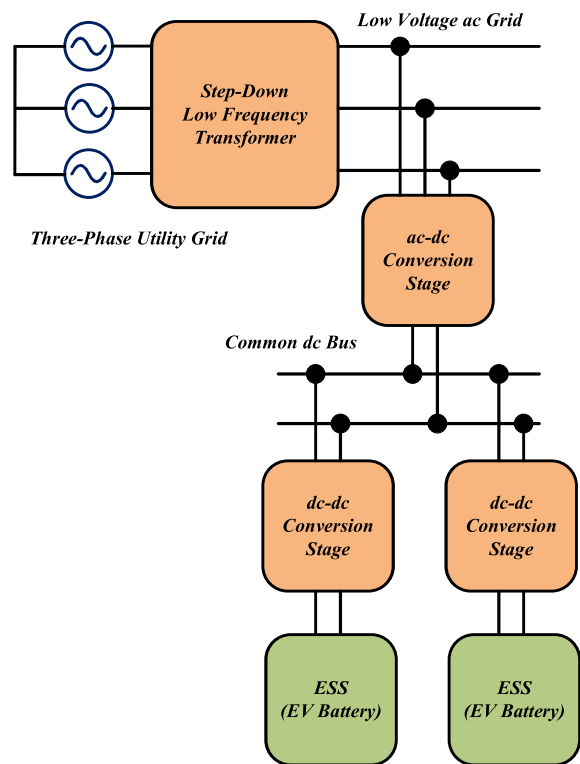 Low Voltage ac Grid
Step-Down
Low Frequency
Transformer
Three-Phase Utility Grid
ac-dc
Conversion
Stage
Common dc Bus
dc-dc
Conversion
Stage
dc-dc
Conversion
Stage
ESS
(EV Battery)
ESS
(EV Battery)